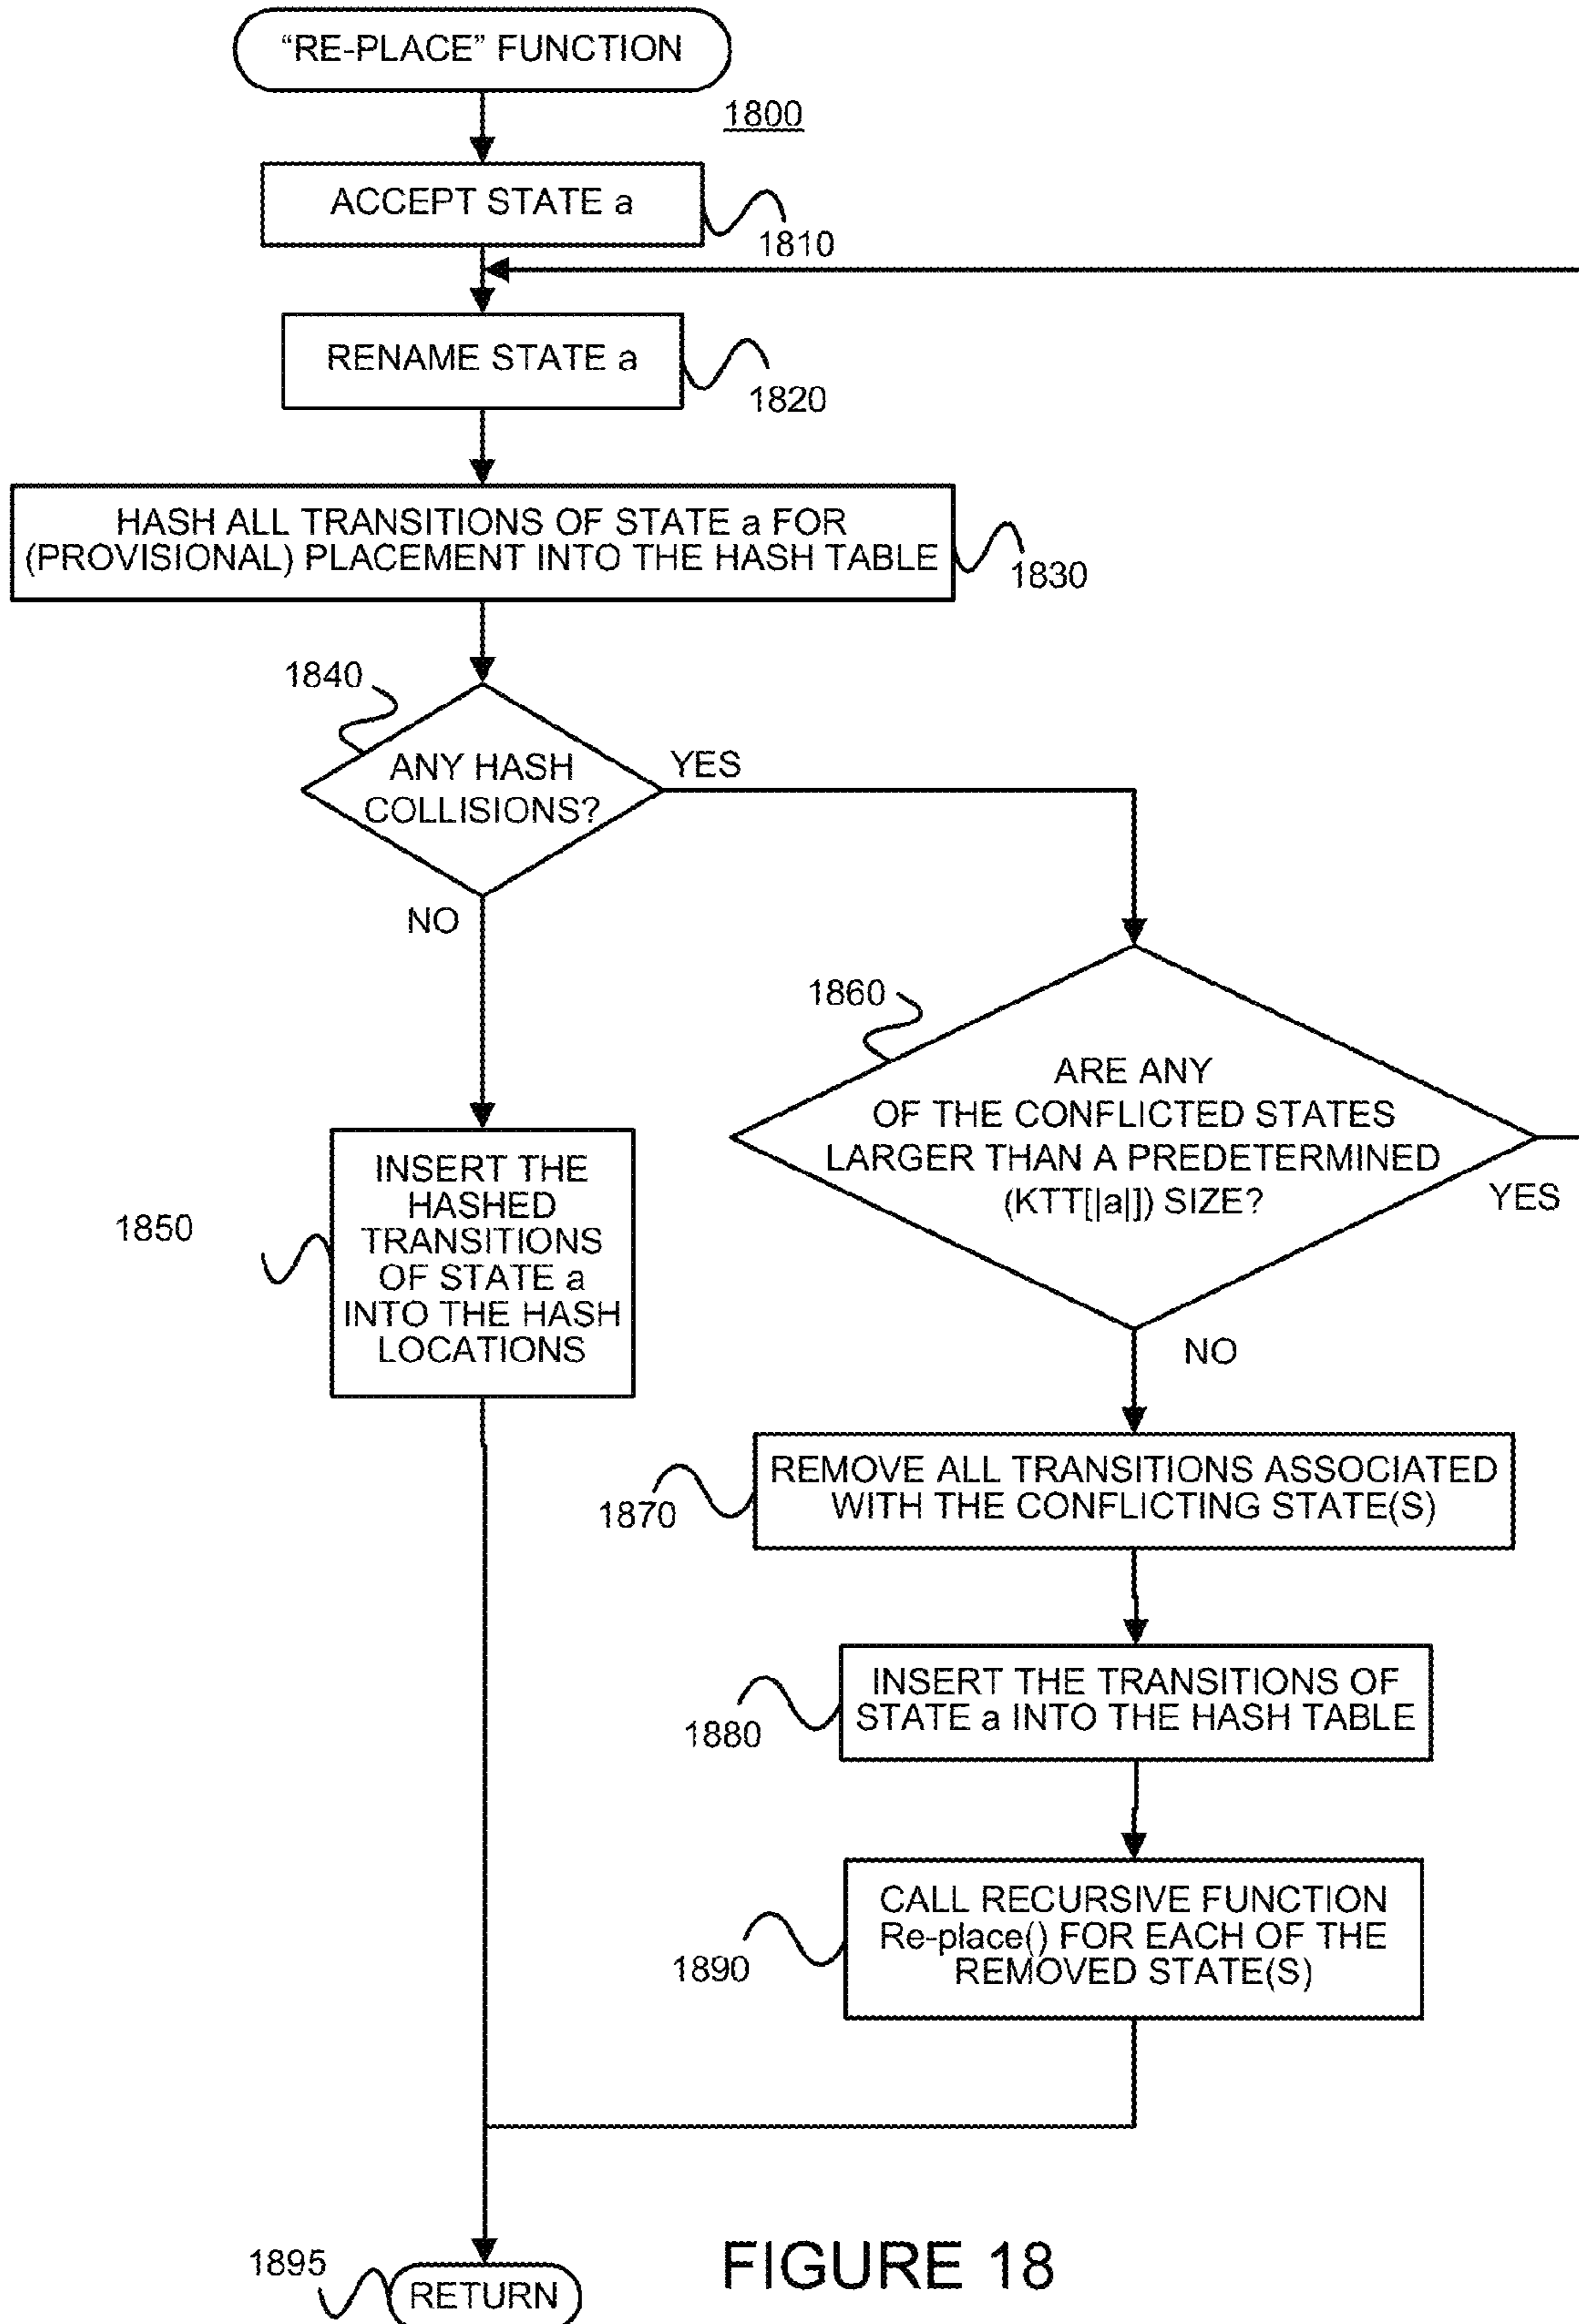 “RE-PLACE” FUNCTION
1800
ACCEPT STATE a
1810
RENAME STATE a
1820
HASH ALL TRANSITIONS OF STATE a FOR
(PROVISIONAL) PLACEMENT INTO THE HASH TABLE
1830
1840
ANY HASH
COLLISIONS?
YES
NO
1860
ARE ANY
OF THE CONFLICTED STATES
LARGER THAN A PREDETERMINED
(KTT[|a|]) SIZE?
YES
NO
1850
INSERT THE
HASHED
TRANSITIONS
OF STATE a
INTO THE HASH
LOCATIONS
REMOVE ALL TRANSITIONS ASSOCIATED
WITH THE CONFLICTING STATE(S)
1870
INSERT THE TRANSITIONS OF
STATE a INTO THE HASH TABLE
1880
CALL RECURSIVE FUNCTION
Re-place() FOR EACH OF THE
REMOVED STATE(S)
1890
1895
RETURN
FIGURE 18